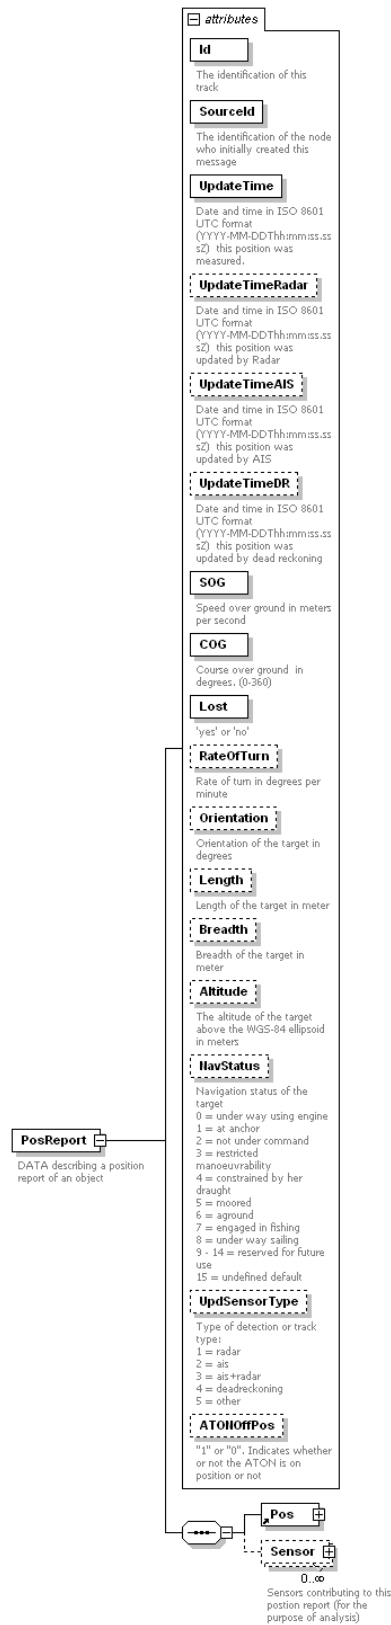 attributes
Id
The identification of this
track
SourceId
The identification of the node
who initially created this
message
UpdateTime
Date and time in ISO 8601
UTC format
(YYYY-MM-DDThh:mm:ss.ss
sZ) this position was
measured.
UpdateTimeRadar
Date and time in ISO 8601
UTC format
(YYYY-MM-DDThh:mm:ss.ss
sZ) this position was
updated by Radar
UpdateTimeAIS
Date and time in ISO 8601
UTC format
(YYYY-MM-DDThh:mm:ss.ss
sZ) this position was
updated by AIS
UpdateTimeDR
Date and time in ISO 8601
UTC format
(YYYY-MM-DDThh:mm:ss.ss
sZ) this position was
updated by dead reckoning
SOG
Speed over ground in meters
per second
COG
Course over ground in
degrees. (0-360)
Lost
'yes' or 'no'
RateOfTurn
Rate of turn in degrees per
minute
Orientation
Orientation of the target in
degrees
Length
Length of the target in meter
Breadth
Breadth of the target in
meter
Altitude
The altitude of the target
above the WGS-84 ellipsoid
in meters
NavStatus
Navigation status of the
target
0 = under way using engine
1 = at anchor
2 = not under command
3 = restricted
manoeuvrability
4 = constrained by her
draught
5 = moored
6 = aground
7 = engaged in fishing
8 = under way sailing
9 - 14 = reserved for future
use
15 = undefined default
UpdSensorType
Type of detection or track
type:
1 = radar
2 = ais
3 = ais+radar
4 = deadreckoning
5 = other
ATONOffPos
"1" or "0". Indicates whether
or not the ATON is on
position or not
PosReport
DATA describing a position
report of an object
Pos
Sensor
0..∞
Sensors contributing to this
postion report (for the
purpose of analysis)